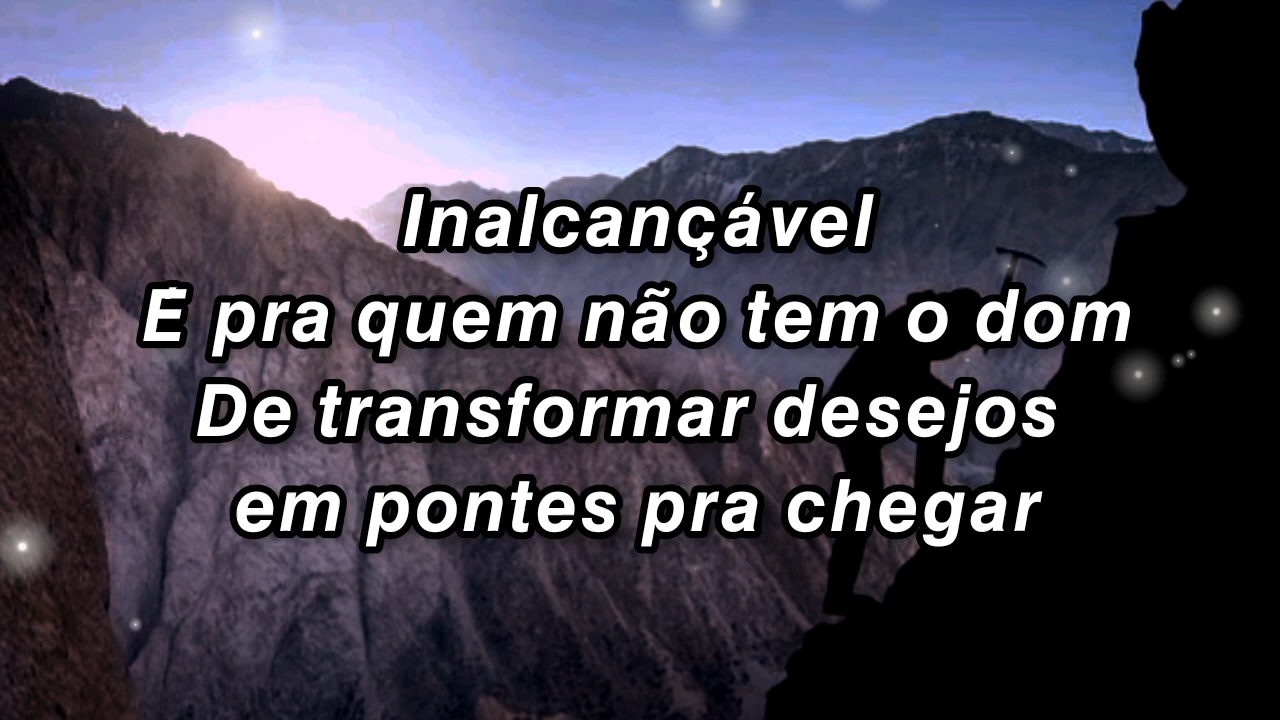 Inalcançável
É pra quem não tem o dom
De transformar desejos
em pontes pra chegar